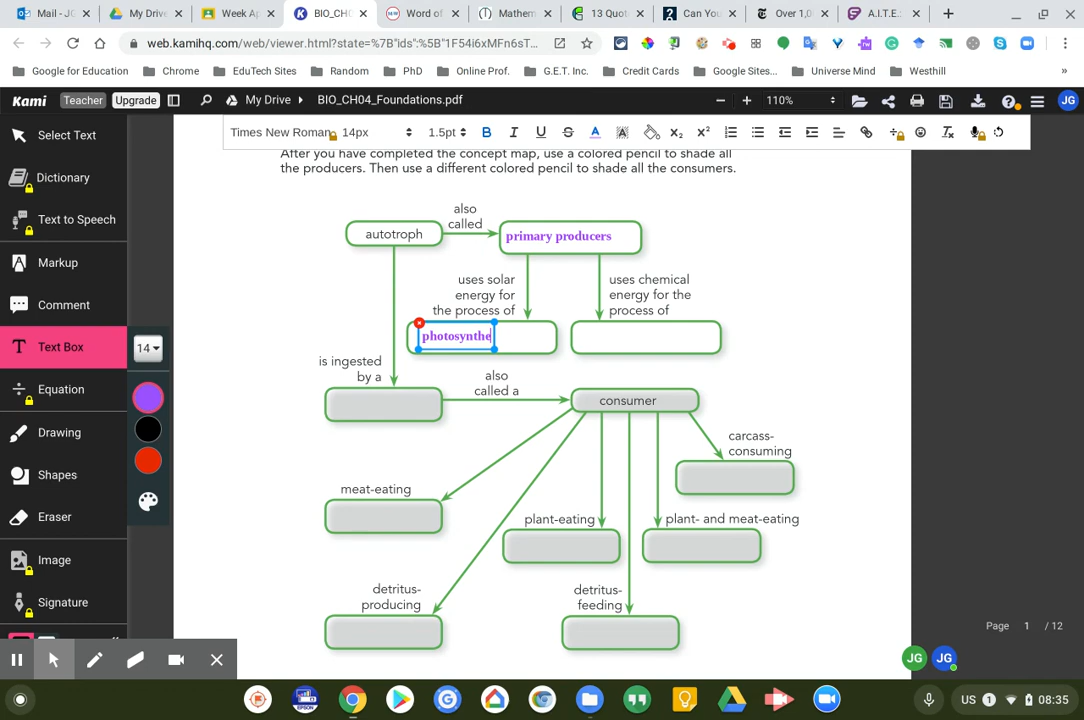 Mail - JG
My Drive
Week Ap
BIO_CH0
Word of
Mathem
13 Quot
Can You
Over 1,0
A.I.T.E.:
web.kamihq.com/web/viewer.html?state=%7B"ids":%5B"1F54i6xMFn6sT...
Google for Education
Chrome
EduTech Sites
Random
PhD
Online Prof.
G.E.T. Inc.
Credit Cards
Google Sites...
Universe Mind
Westhill
»
Kami
Teacher
Upgrade
My Drive
BIO_CH04_Foundations.pdf
110%
JG
Select Text
Dictionary
Text to Speech
Markup
Comment
Text Box
14
Equation
Drawing
Shapes
Eraser
Image
Signature
Times New Roman
14px
1.5pt
B I U S A
After you have completed the concept map, use a colored pencil to shade all
the producers. Then use a different colored pencil to shade all the consumers.
also
called
autotroph
primary producers
uses solar
energy for
the process of
uses chemical
energy for the
process of
photosynthe
is ingested
by a
also
called a
consumer
carcass-
consuming
meat-eating
plant-eating
plant- and meat-eating
detritus-
producing
detritus-
feeding
Page 1 / 12
JG
JG
EPSON
US
1
08:35